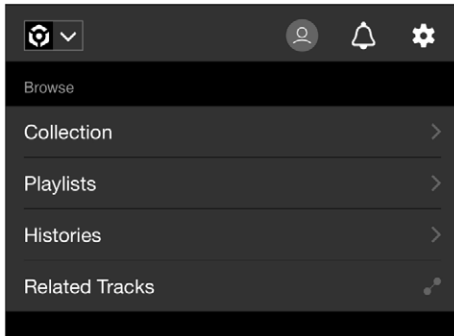 Browse
Collection
Playlists
Histories
Related Tracks